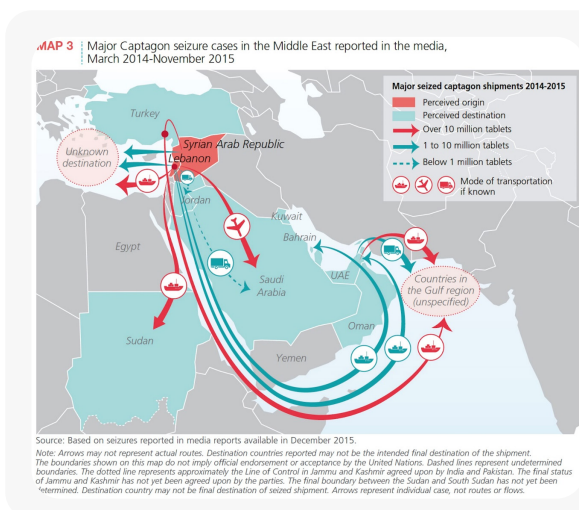 MAP 3 Major Captagon seizure cases in the Middle East reported in the media,
March 2014-November 2015
Major seized captagon shipments 2014-2015
Perceived origin
Perceived destination
Over 10 million tablets
1 to 10 million tablets
Below 1 million tablets
Mode of transportation
if known
Turkey
Syrian Arab Republic
Unknown
destination
Lebanon
Jordan
Kuwait
Bahrain
Egypt
UAE
Saudi
Arabia
Countries in
the Gulf region
(unspecified)
Oman
Sudan
Yemen
Source: Based on seizures reported in media reports available in December 2015.
Note: Arrows may not represent actual routes. Destination countries reported may not be the intended final destination of the shipment.
The boundaries shown on this map do not imply official endorsement or acceptance by the United Nations. Dashed lines represent undetermined
boundaries. The dotted line represents approximately the Line of Control in Jammu and Kashmir agreed upon by India and Pakistan. The final status
of Jammu and Kashmir has not yet been agreed upon by the parties. The final boundary between the Sudan and South Sudan has not yet been
determined. Destination country may not be final destination of seized shipment. Arrows represent individual case, not routes or flows.